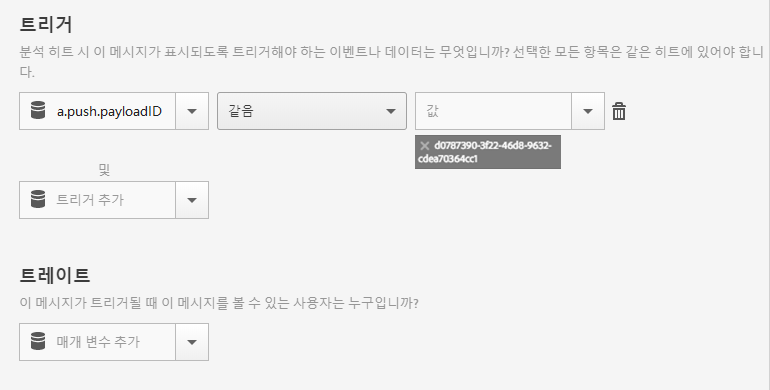 트리거
분석 히트 시 이 메시지가 표시되도록 트리거해야 하는 이벤트나 데이터는 무엇입니까? 선택한 모든 항목은 같은 히트에 있어야 합니
다.
a.push.payloadID 같음 값
d0787390-3f22-46d8-9632-
cdea70364cc1
및
트리거 추가
트레이트
이 메시지가 트리거될 때 이 메시지를 볼 수 있는 사용자는 누구입니까?
매개 변수 추가